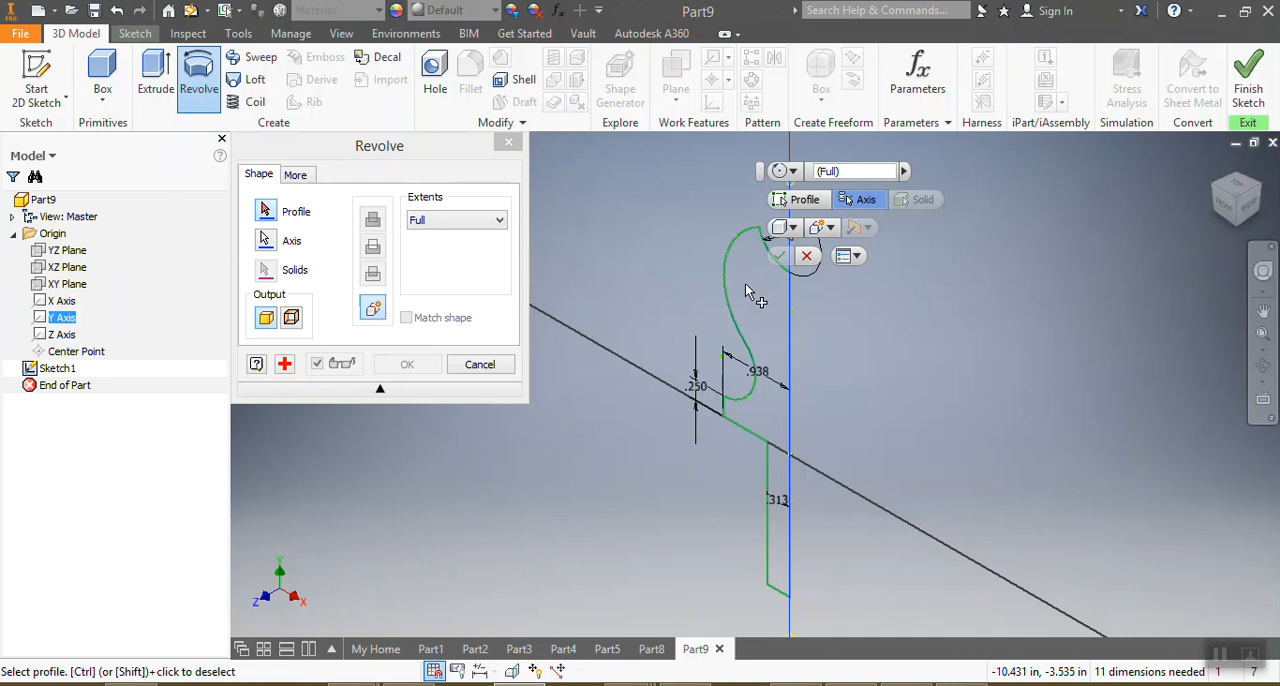 PRO Material Default fx Part9 Search Help & Commands... Sign In
File 3D Model Sketch Inspect Tools Manage View Environments BIM Get Started Vault Autodesk A360
Start 2D Sketch Box Extrude Revolve Sweep Loft Coil Emboss Derive Rib Decal Import Hole Fillet Shell Draft Shape Generator Plane Box fx Parameters Stress Analysis Convert to Sheet Metal Finish Sketch
Sketch Primitives Create Modify Explore Work Features Pattern Create Freeform Parameters Harness iPart/iAssembly Simulation Convert Exit
Model
Part9
View: Master
Origin
YZ Plane
XZ Plane
XY Plane
X Axis
Y Axis
Z Axis
Center Point
Sketch1
End of Part
Revolve
Shape More
Profile
Axis
Solids
Output
Extents
Full
Match shape
OK Cancel
(Full)
Profile Axis Solid
TOP
FRONT RIGHT
.938
.250
.313
Y
Z X
My Home Part1 Part2 Part3 Part4 Part5 Part8 Part9
Select profile. [Ctrl] (or [Shift])+click to deselect -10.431 in, -3.535 in 11 dimensions needed 1 7